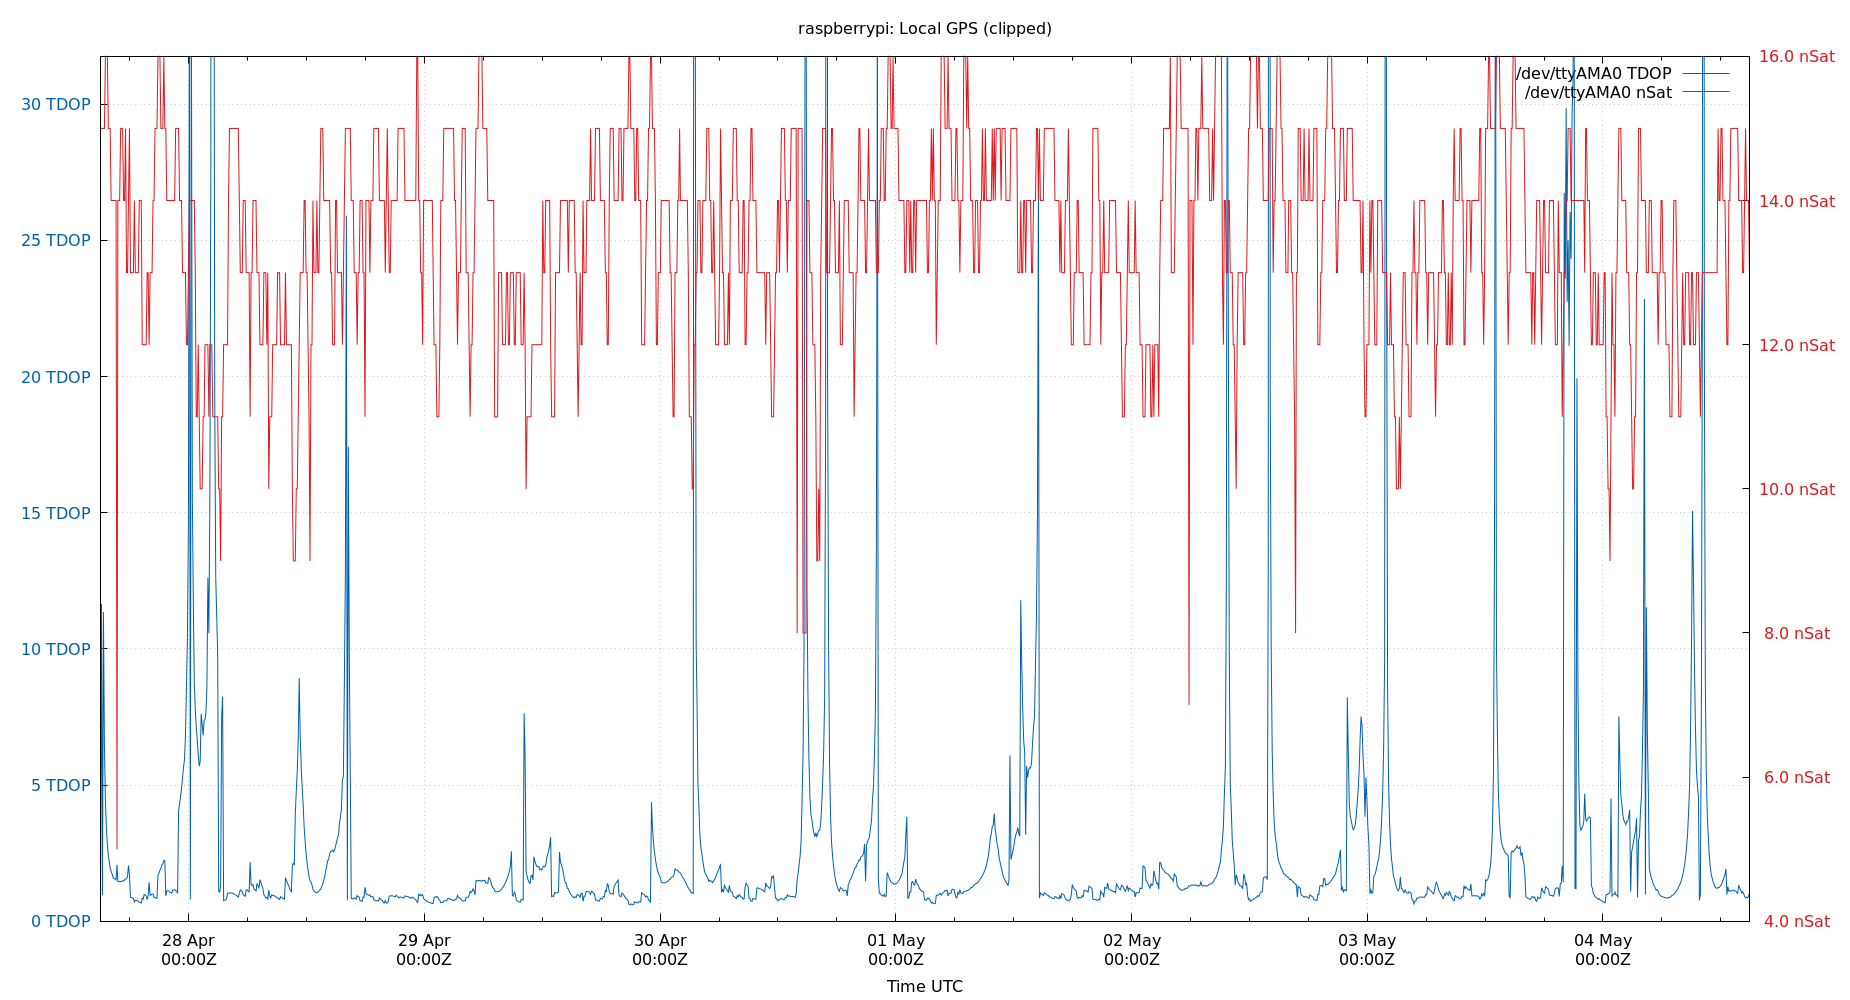 raspberrypi: Local GPS (clipped)
/dev/ttyAMA0 TDOP
/dev/ttyAMA0 nSat
30 TDOP
25 TDOP
20 TDOP
15 TDOP
10 TDOP
5 TDOP
0 TDOP
16.0 nSat
14.0 nSat
12.0 nSat
10.0 nSat
8.0 nSat
6.0 nSat
4.0 nSat
28 Apr
00:00Z
29 Apr
00:00Z
30 Apr
00:00Z
01 May
00:00Z
02 May
00:00Z
03 May
00:00Z
04 May
00:00Z
Time UTC